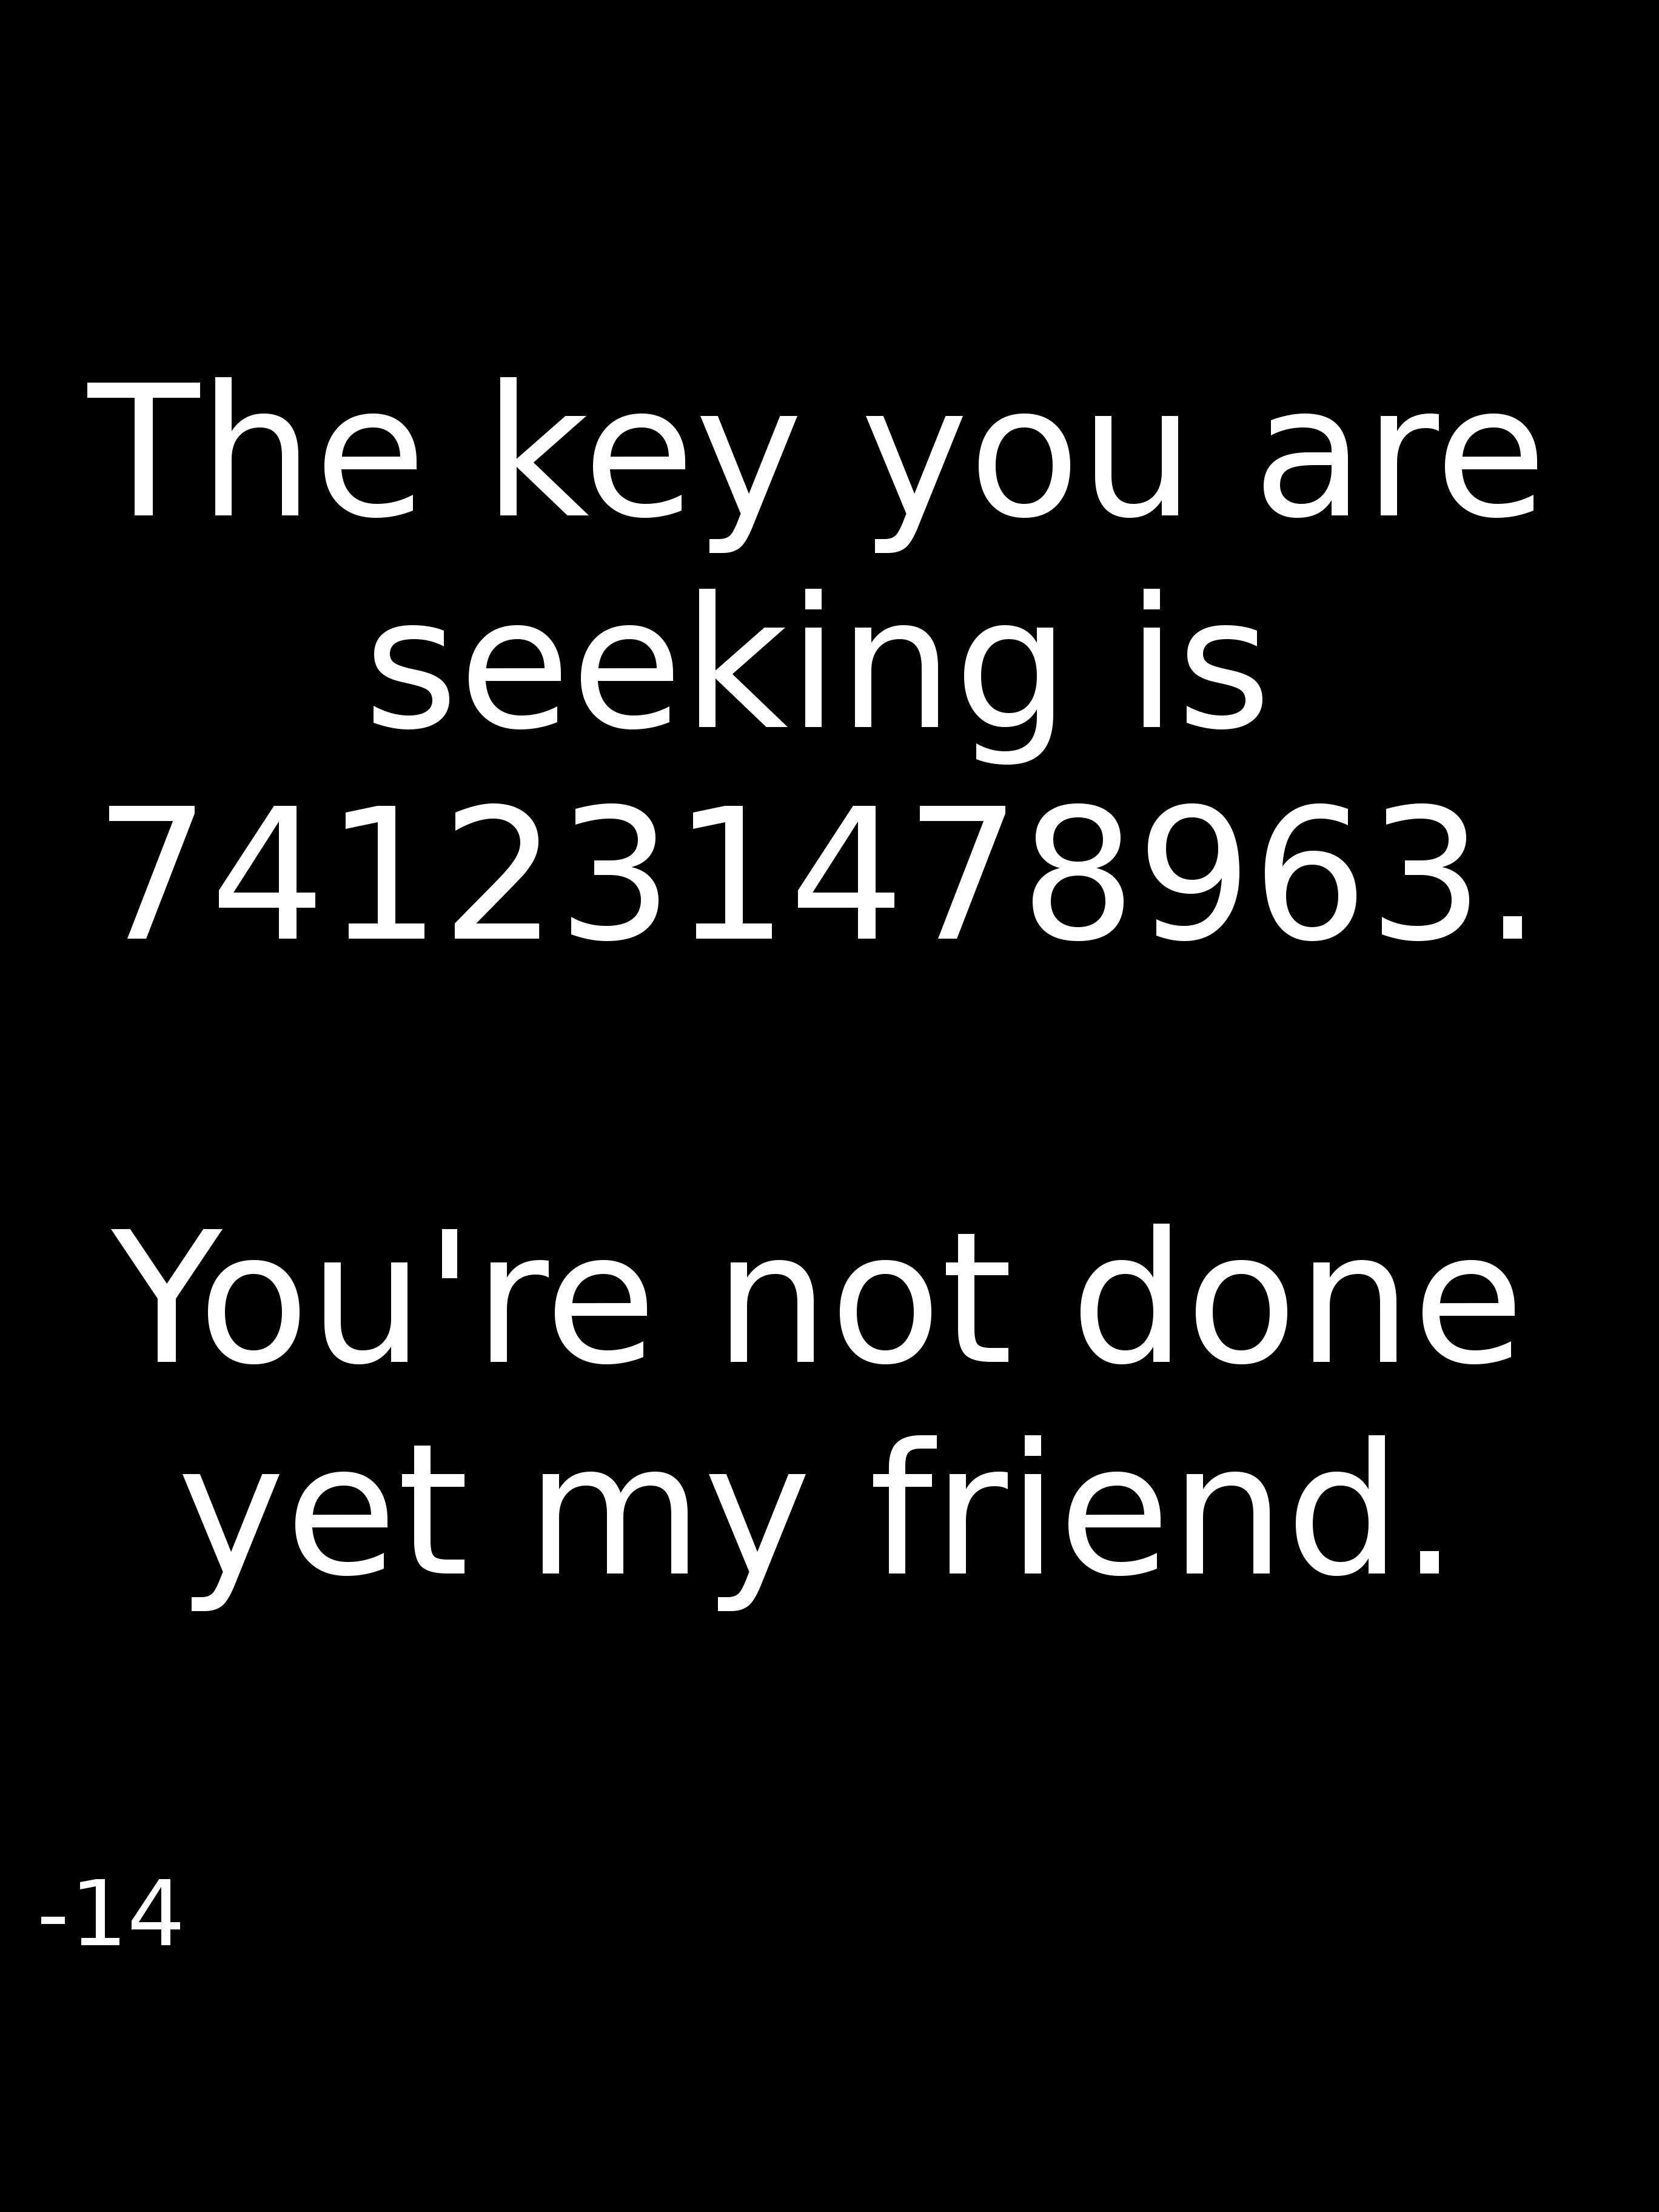 The key you are
seeking is
741231478963.
You're not done
yet my friend.
-14